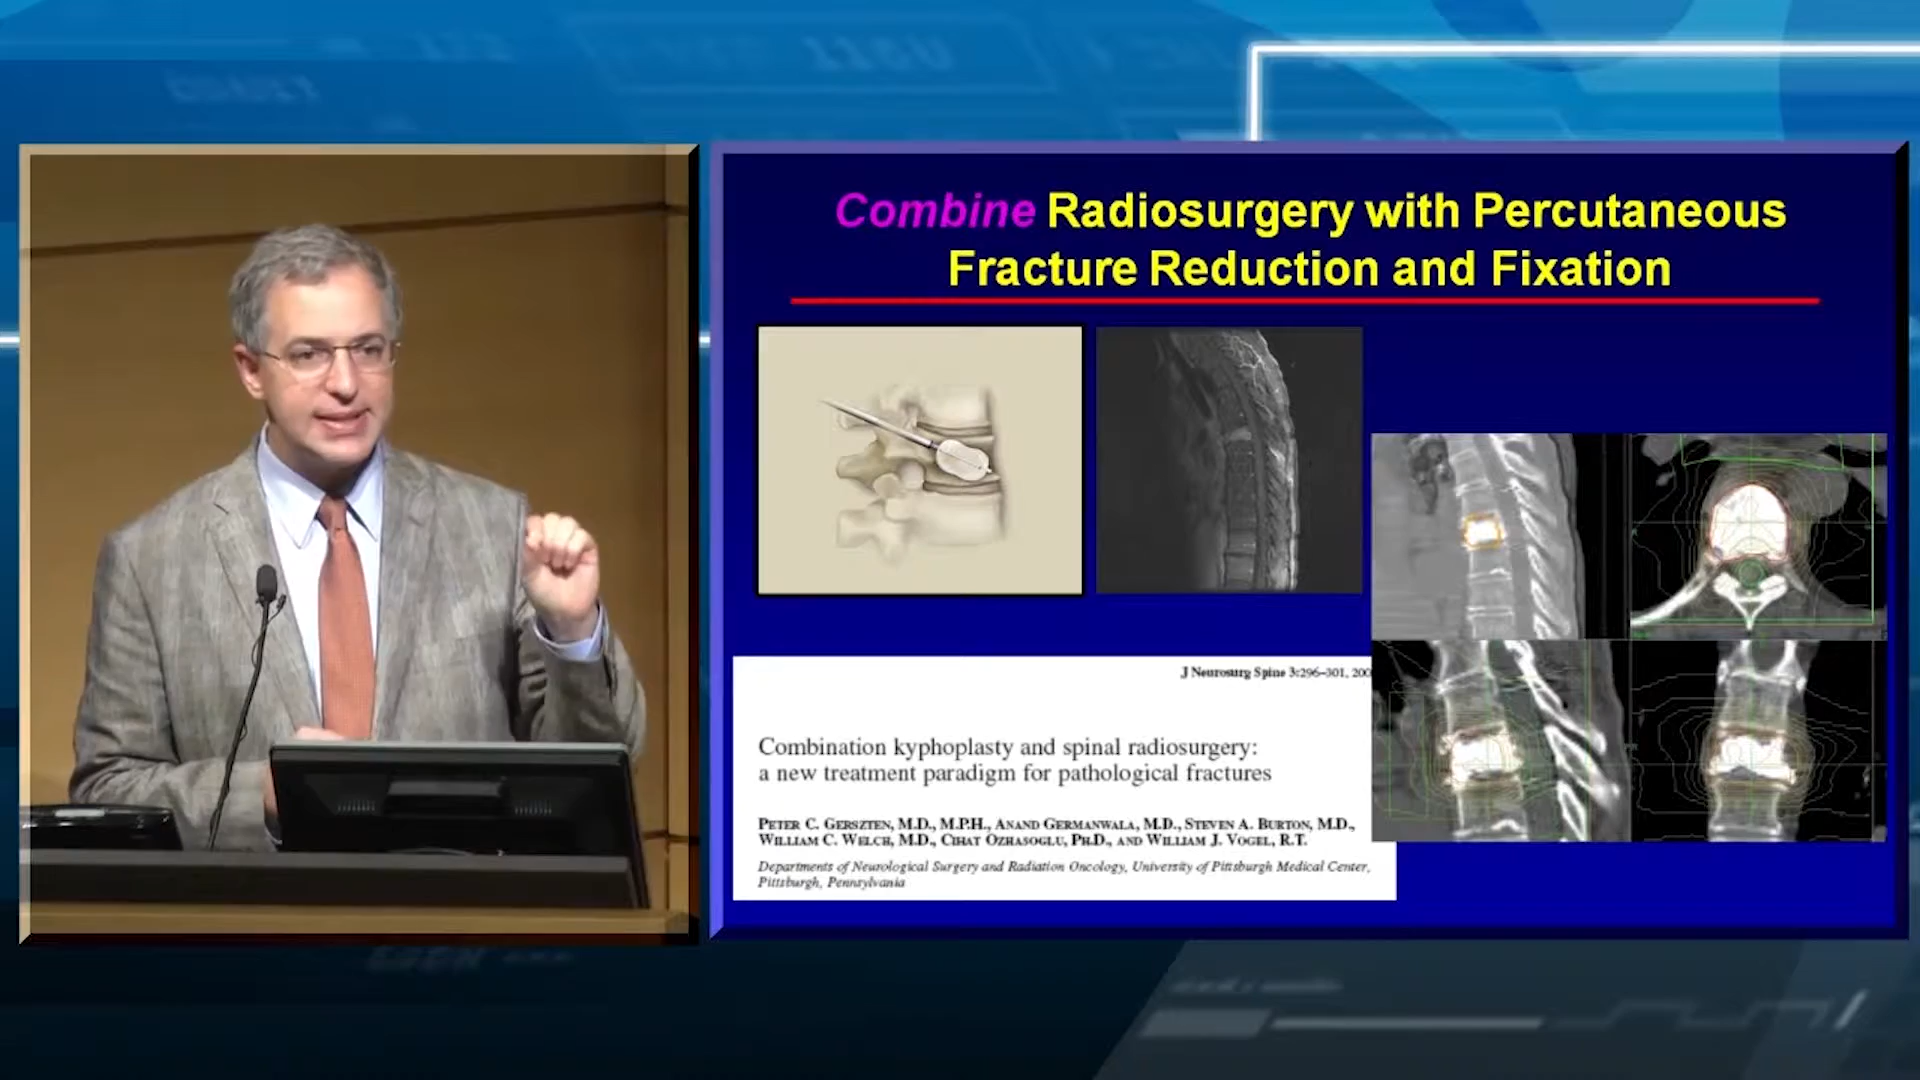 Combine Radiosurgery with Percutaneous
Fracture Reduction and Fixation
J Neurosurg Spine 3:296–301, 200
Combination kyphoplasty and spinal radiosurgery:
a new treatment paradigm for pathological fractures
PETER C. GERSZTEN, M.D., M.P.H., ANAND GERMANWALA, M.D., STEVEN A. BURTON, M.D.,
WILLIAM C. WELCH, M.D., CIHAT OZHASOGLU, PH.D., AND WILLIAM J. VOGEL, R.T.
Departments of Neurological Surgery and Radiation Oncology, University of Pittsburgh Medical Center,
Pittsburgh, Pennsylvania